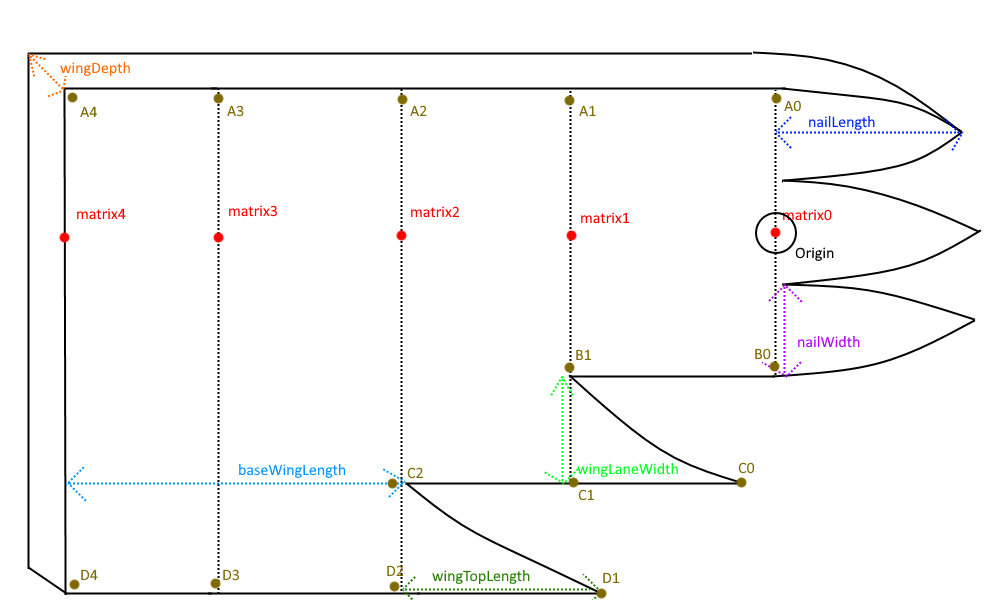 wingDepth
A4
A3
A2
A1
A0
nailLength
matrix4
matrix3
matrix2
matrix1
matrix0
Origin
nailWidth
B1
B0
baseWingLength
C2
wingLaneWidth
C1
C0
D4
D3
D2
wingTopLength
D1